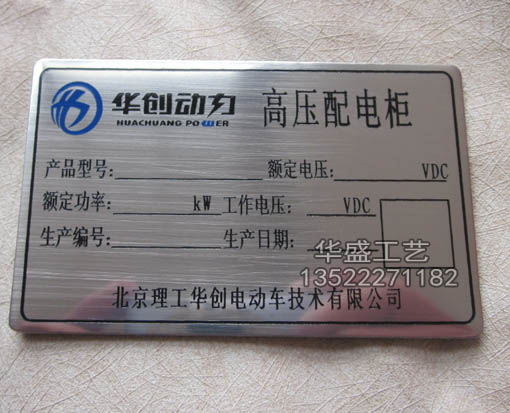 华创动力 高压配电柜
HUACHUANG POWER
产品型号: 额定电压: VDC
额定功率: kW 工作电压: VDC
生产编号: 生产日期:
华盛工艺
13522271182
北京理工华创电动车技术有限公司